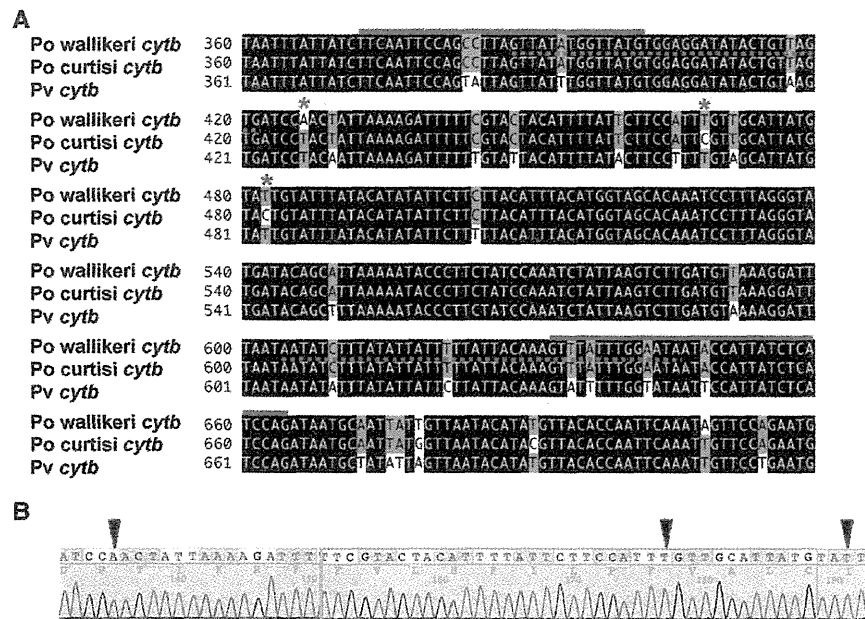 A
Po wallikeri cytb 360 TAATTTATTATCTTCAATTCCAGCCTTAGTTATATGGTTATGTGGAGGATATACTGTTAG
Po curtisi cytb 360 TAATTTATTATCTTCAATTCCAGCCTTAGTTATATGGTTATGTGGAGGATATACTGTTAG
Pv cytb 361 TAATTTATTATCTTCAATTCCAGTATTAGTTATTTGGTTATGTGGAGGATATACTGTAAG
* *
Po wallikeri cytb 420 TGATCCAACTATTAAAAGATTTTTCGTACTACATTTTATTCTTCCATTTGTTGCATTATG
Po curtisi cytb 420 TGATCCTACTATTAAAAGATTTTTCGTACTACATTTTATTCTTCCATTCGTTGCATTATG
Pv cytb 421 TGATCCTACAATTAAAAGATTTTTTGTATTACATTTTATACTTCCTTTTGTAGCATTATG
*
Po wallikeri cytb 480 TATTGTATTTATACATATATTCTTCTTACATTTACATGGTAGCACAAATCCTTTAGGGTA
Po curtisi cytb 480 TACTGTATTTATACATATATTCTTCTTACATTTACATGGTAGCACAAATCCTTTAGGGTA
Pv cytb 481 TATTGTATTTATACATATATTCTTTTTACATTTACATGGTAGCACAAATCCTTTAGGGTA
Po wallikeri cytb 540 TGATACAGCATTAAAAATACCCTTCTATCCAAATCTATTAAGTCTTGATGTTAAAGGATT
Po curtisi cytb 540 TGATACAGCATTAAAAATACCCTTCTATCCAAATCTATTAAGTCTTGATGTTAAAGGATT
Pv cytb 541 TGATACAGCTTTAAAAATACCCTTCTATCCAAATCTATTAAGTCTTGATGTAAAAGGATT
Po wallikeri cytb 600 TAATAATATCTTTATATTATTTTTATTACAAAGTTTATTTGGAATAATACCATTATCTCA
Po curtisi cytb 600 TAATAATATCTTTATATTATTTTTATTACAAAGTTTATTTGGAATAATACCATTATCTCA
Pv cytb 601 TAATAATATATTTATATTATTCTTATTACAAAGTATTTTTGGTATAATTCCATTATCTCA
Po wallikeri cytb 660 TCCAGATAATGCAATTATTGTTAATACATATGTTACACCAATTCAAATAGTTCCAGAATG
Po curtisi cytb 660 TCCAGATAATGCAATTATGGTTAATACATACGTTACACCAATTCAAATTGTTCCAGAATG
Pv cytb 661 TCCAGATAATGCTATATTAGTTAATACATATGTTACACCAATTCAAATTGTTCCTGAATG
B
ATCCAACTATTAAAAGATTTTTCGTACTACATTTTATTCTTCCATTTGTTGCATTATGTATT